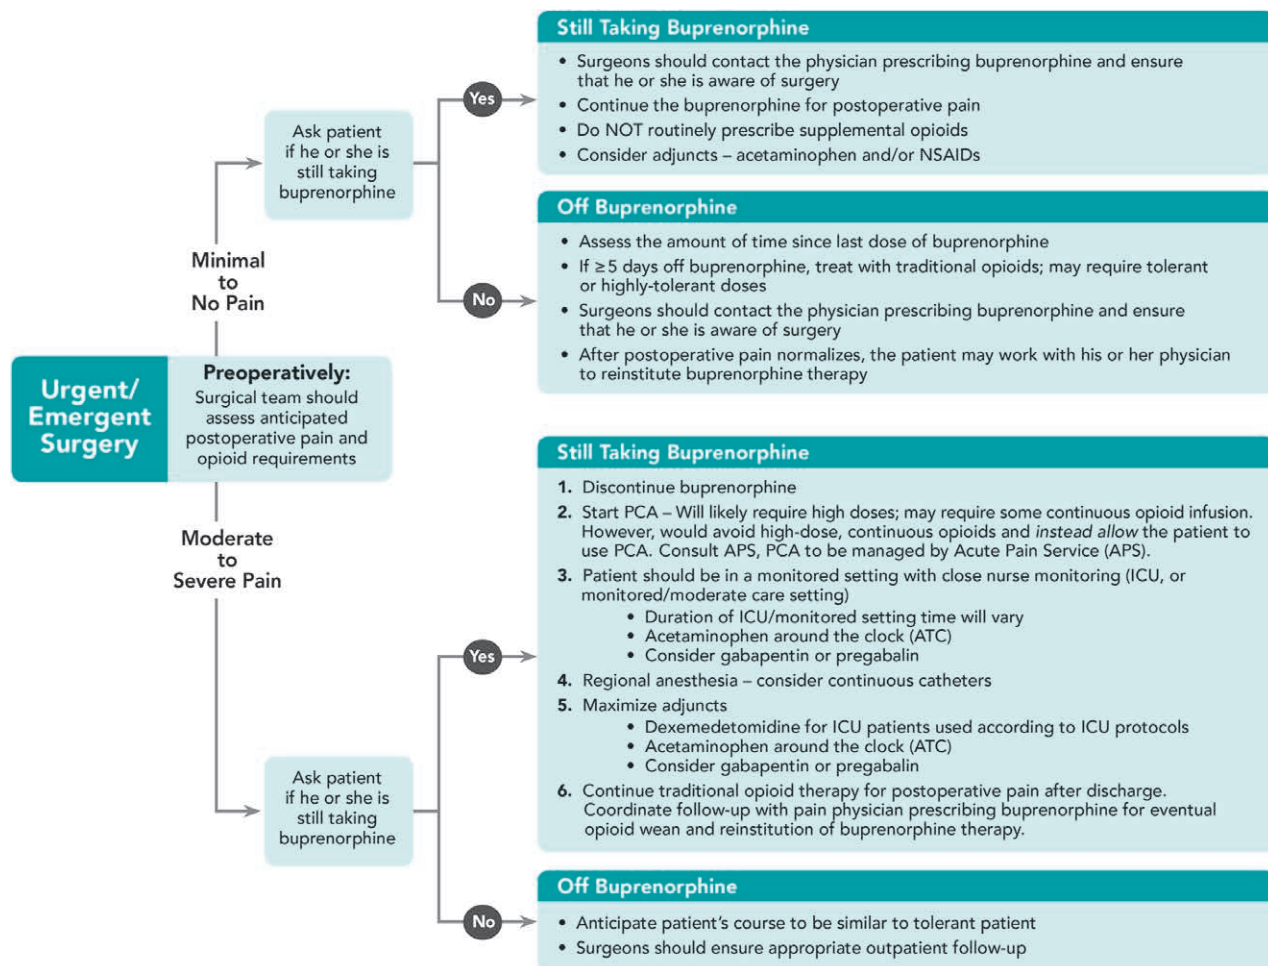 Urgent/
Emergent
Surgery
Preoperatively:
Surgical team should
assess anticipated
postoperative pain and
opioid requirements
Minimal
to
No Pain
Ask patient
if he or she is
still taking
buprenorphine
Yes
Still Taking Buprenorphine
• Surgeons should contact the physician prescribing buprenorphine and ensure
that he or she is aware of surgery
• Continue the buprenorphine for postoperative pain
• Do NOT routinely prescribe supplemental opioids
• Consider adjuncts – acetaminophen and/or NSAIDs
No
Off Buprenorphine
• Assess the amount of time since last dose of buprenorphine
• If ≥5 days off buprenorphine, treat with traditional opioids; may require tolerant
or highly-tolerant doses
• Surgeons should contact the physician prescribing buprenorphine and ensure
that he or she is aware of surgery
• After postoperative pain normalizes, the patient may work with his or her physician
to reinstitute buprenorphine therapy
Moderate
to
Severe Pain
Ask patient
if he or she is
still taking
buprenorphine
Yes
Still Taking Buprenorphine
1. Discontinue buprenorphine
2. Start PCA – Will likely require high doses; may require some continuous opioid infusion.
However, would avoid high-dose, continuous opioids and instead allow the patient to
use PCA. Consult APS, PCA to be managed by Acute Pain Service (APS).
3. Patient should be in a monitored setting with close nurse monitoring (ICU, or
monitored/moderate care setting)
• Duration of ICU/monitored setting time will vary
• Acetaminophen around the clock (ATC)
• Consider gabapentin or pregabalin
4. Regional anesthesia – consider continuous catheters
5. Maximize adjuncts
• Dexemedetomidine for ICU patients used according to ICU protocols
• Acetaminophen around the clock (ATC)
• Consider gabapentin or pregabalin
6. Continue traditional opioid therapy for postoperative pain after discharge.
Coordinate follow-up with pain physician prescribing buprenorphine for eventual
opioid wean and reinstitution of buprenorphine therapy.
No
Off Buprenorphine
• Anticipate patient's course to be similar to tolerant patient
• Surgeons should ensure appropriate outpatient follow-up